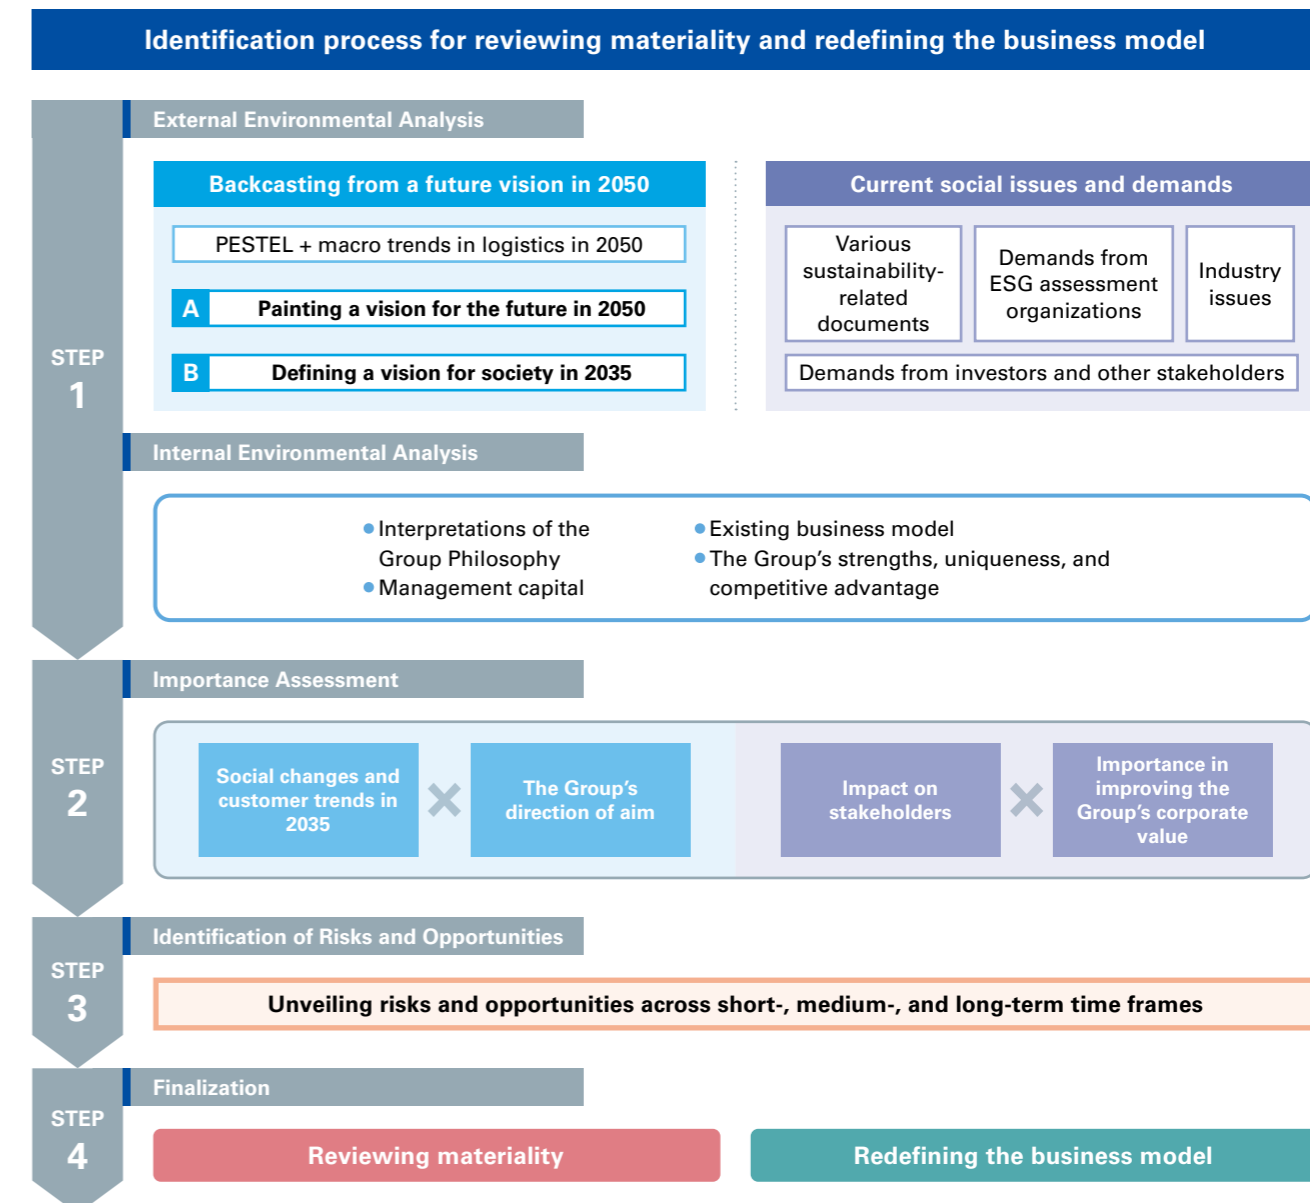 Identification process for reviewing materiality and redefining the business model
STEP
1
External Environmental Analysis
Backcasting from a future vision in 2050
PESTEL + macro trends in logistics in 2050
A
Painting a vision for the future in 2050
B
Defining a vision for society in 2035
Current social issues and demands
Various
sustainability-
related
documents
Demands from
ESG assessment
organizations
Industry
issues
Demands from investors and other stakeholders
Internal Environmental Analysis
• Interpretations of the
Group Philosophy
• Management capital
• Existing business model
• The Group’s strengths, uniqueness, and
competitive advantage
STEP
2
Importance Assessment
Social changes and
customer trends in
2035
×
The Group’s
direction of aim
Impact on
stakeholders
×
Importance in
improving the
Group’s corporate
value
STEP
3
Identification of Risks and Opportunities
Unveiling risks and opportunities across short-, medium-, and long-term time frames
STEP
4
Finalization
Reviewing materiality
Redefining the business model